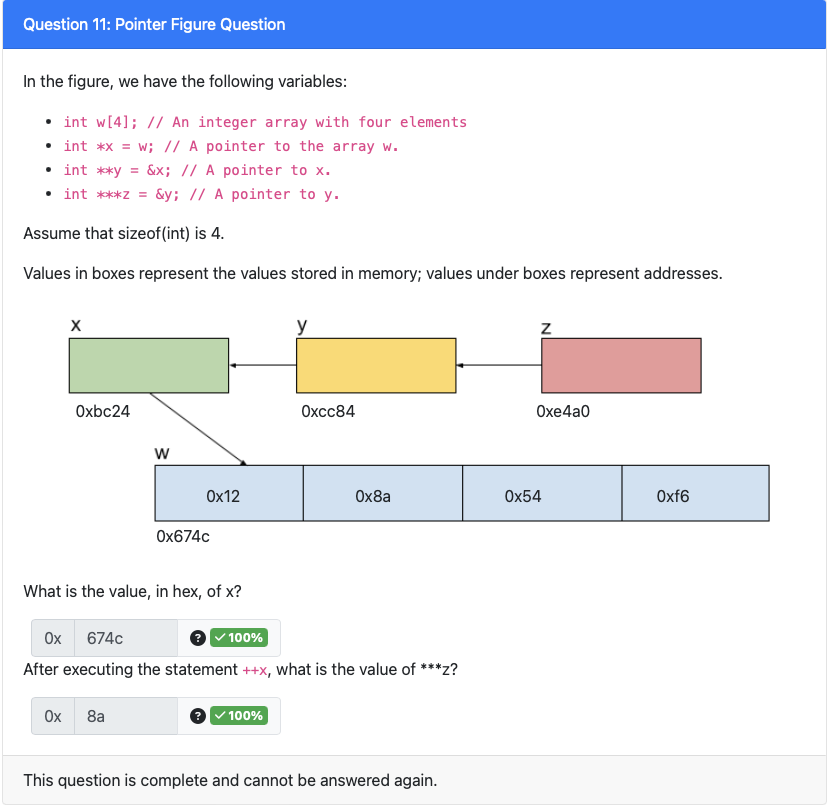 Question 11: Pointer Figure Question
In the figure, we have the following variables:
• int w[4]; // An integer array with four elements
• int *x = w; // A pointer to the array w.
• int **y = &x; // A pointer to x.
• int ***z = &y; // A pointer to y.
Assume that sizeof(int) is 4.
Values in boxes represent the values stored in memory; values under boxes represent addresses.
x y z
0xbc24 0xcc84 0xe4a0
w
0x12 0x8a 0x54 0xf6
0x674c
What is the value, in hex, of x?
0x 674c ? ✓ 100%
After executing the statement ++x, what is the value of ***z?
0x 8a ? ✓ 100%
This question is complete and cannot be answered again.